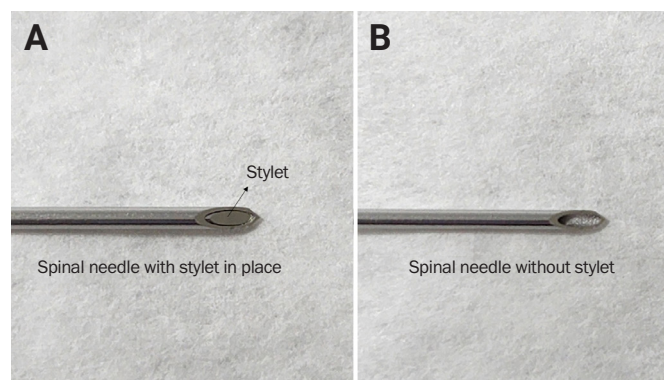 A
B
Stylet
Spinal needle with stylet in place
Spinal needle without stylet